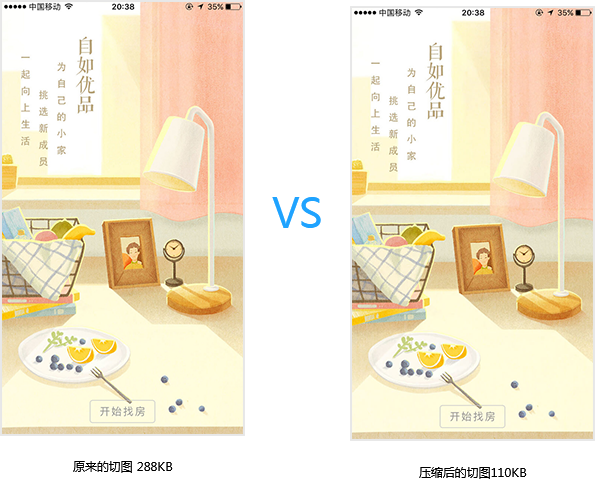 ●●●●● 中国移动 20:38 35%
自如优品
为自己的小家
挑选新成员
一起向上生活
开始找房
原来的切图 288KB
VS
●●●●● 中国移动 20:38 35%
自如优品
为自己的小家
挑选新成员
一起向上生活
开始找房
压缩后的切图110KB